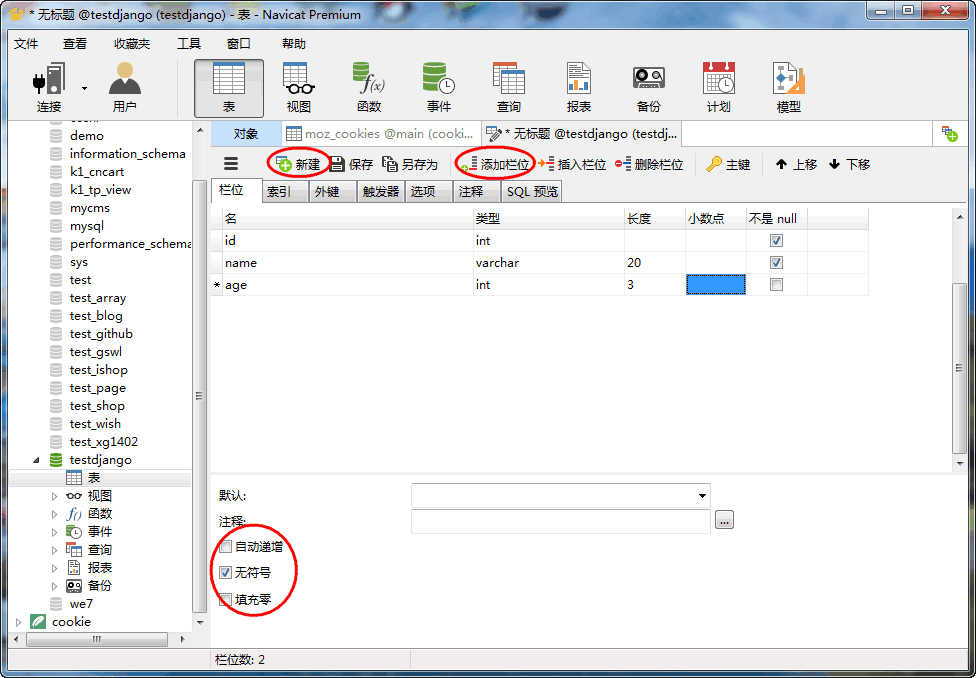 * 无标题 @testdjango (testdjango) - 表 - Navicat Premium
文件 查看 收藏夹 工具 窗口 帮助
连接 用户 表 视图 函数 事件 查询 报表 备份 计划 模型
对象 moz_cookies @main (cooki... * 无标题 @testdjango (testdj...
新建 保存 另存为 添加栏位 插入栏位 删除栏位 主键 上移 下移
栏位 索引 外键 触发器 选项 注释 SQL 预览
名 类型 长度 小数点 不是 null
id int
name varchar 20
* age int 3
demo
information_schema
k1_cncart
k1_tp_view
mycms
mysql
performance_schema
sys
test
test_array
test_blog
test_github
test_gswl
test_ishop
test_page
test_shop
test_wish
test_xg1402
testdjango
表
视图
函数
事件
查询
报表
备份
we7
cookie
默认:
注释:
...
自动递增
无符号
填充零
栏位数: 2